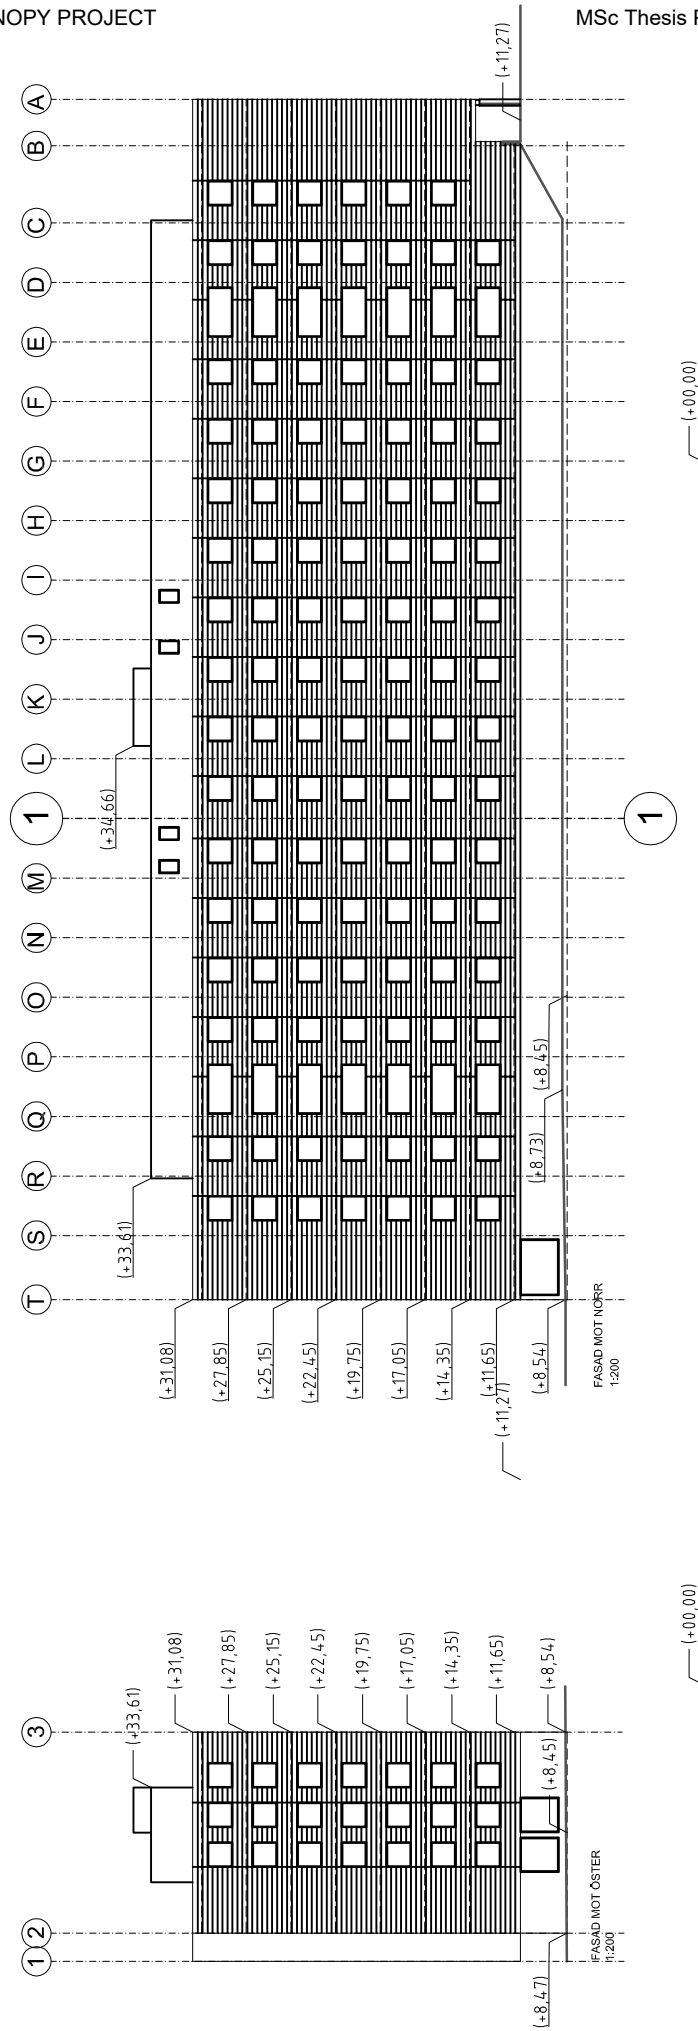 NOPY PROJECT
MSc Thesis P
A
B
C
D
E
F
G
H
I
J
K
L
1
M
N
O
P
Q
R
S
T
1
(+11,27)
(+00,00)
(+34,66)
(+8,45)
(+8,73)
(+33,61)
(+31,08)
(+27,85)
(+25,15)
(+22,45)
(+19,75)
(+17,05)
(+14,35)
(+11,65)
(+11,27)
(+8,54)
FASAD MOT NORR
1:200
3
2
1
(+33,61)
(+31,08)
(+27,85)
(+25,15)
(+22,45)
(+19,75)
(+17,05)
(+14,35)
(+11,65)
(+8,54)
(+8,45)
(+00,00)
FASAD MOT ÖSTER
1:200
(+8,47)